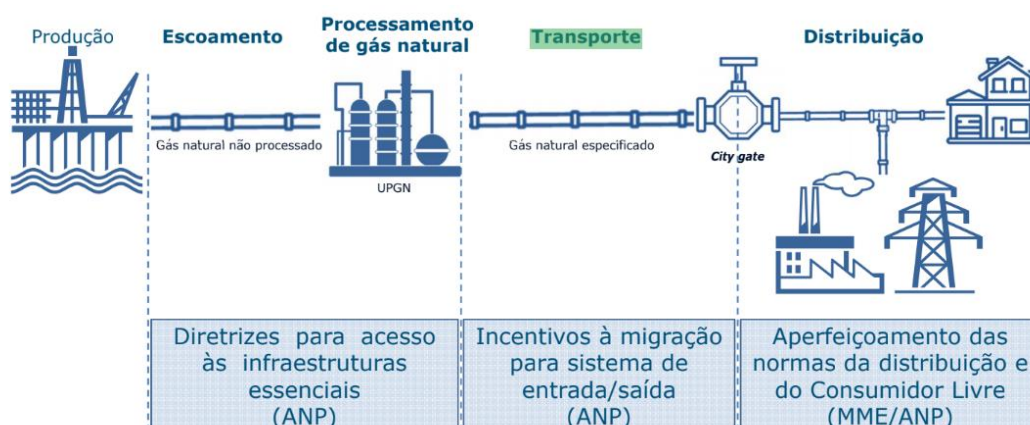 Produção
Escoamento
Processamento
de gás natural
Transporte
Distribuição
Gás natural não processado
UPGN
Gás natural especificado
City gate
Diretrizes para acesso
às infraestruturas
essenciais
(ANP)
Incentivos à migração
para sistema de
entrada/saída
(ANP)
Aperfeiçoamento das
normas da distribuição e
do Consumidor Livre
(MME/ANP)